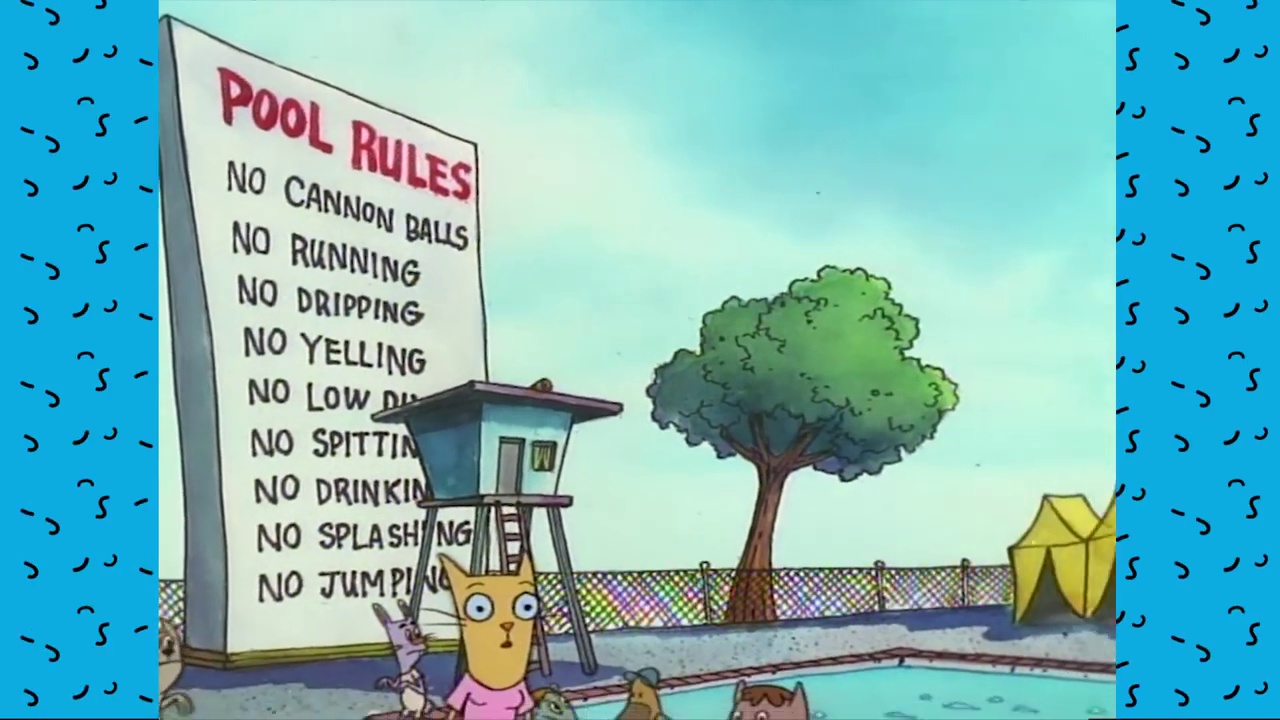 POOL RULES
NO CANNON BALLS
NO RUNNING
NO DRIPPING
NO YELLING
NO LOW
NO SPITTIN
NO DRINKIN
NO SPLASHING
NO JUMPING